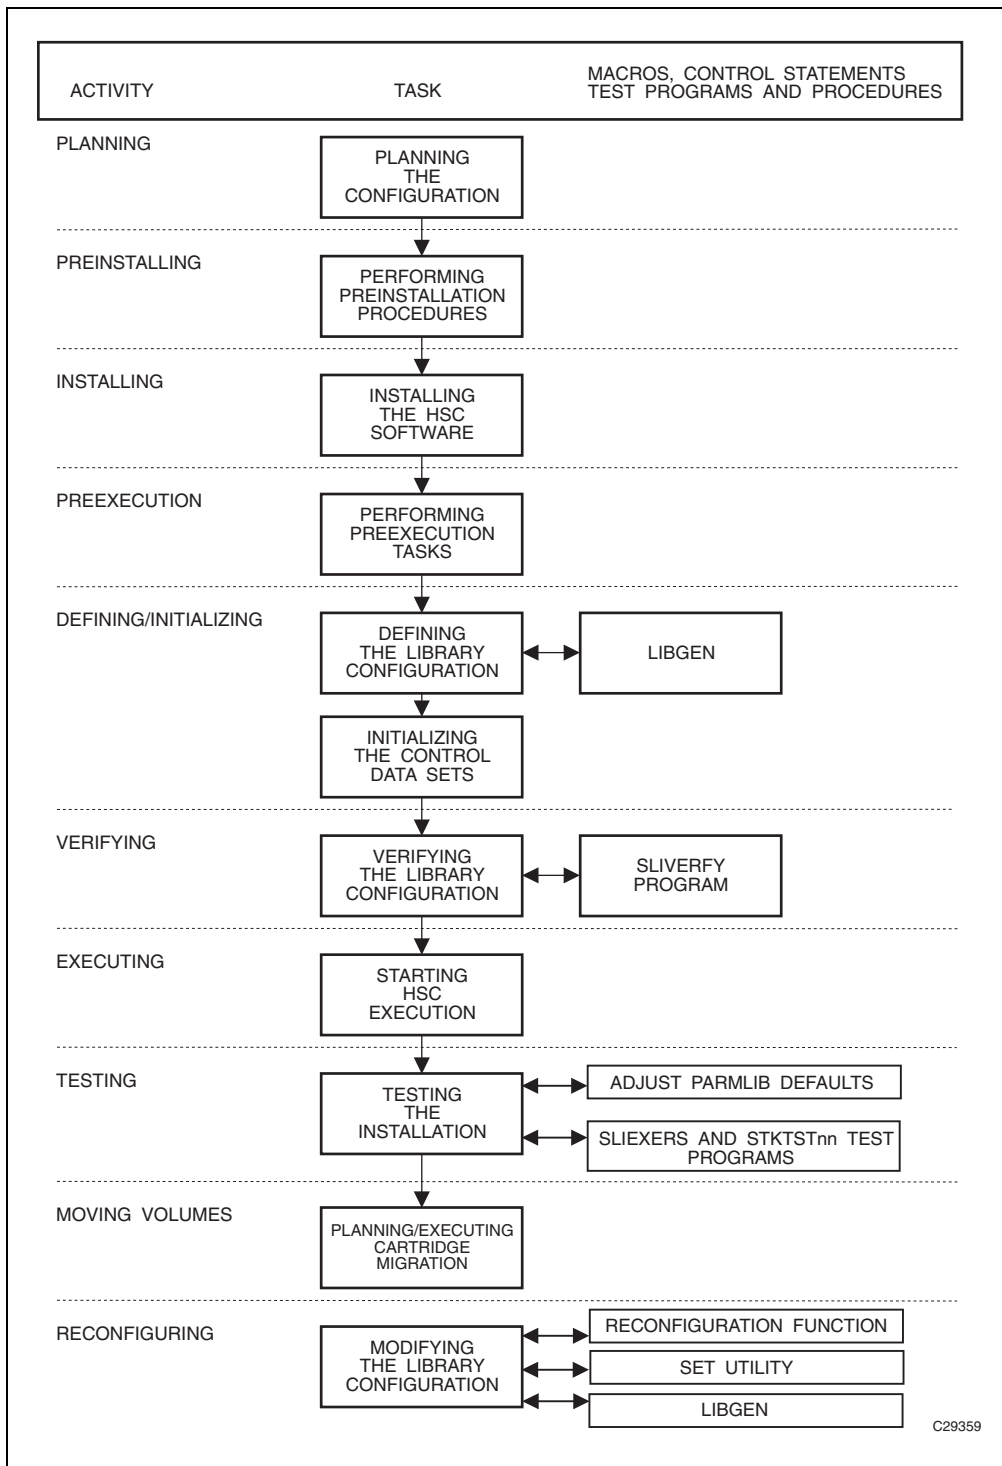 ACTIVITY
TASK
MACROS, CONTROL STATEMENTS
TEST PROGRAMS AND PROCEDURES
PLANNING
PLANNING
THE
CONFIGURATION
PREINSTALLING
PERFORMING
PREINSTALLATION
PROCEDURES
INSTALLING
INSTALLING
THE HSC
SOFTWARE
PREEXECUTION
PERFORMING
PREEXECUTION
TASKS
DEFINING/INITIALIZING
DEFINING
THE LIBRARY
CONFIGURATION
LIBGEN
INITIALIZING
THE CONTROL
DATA SETS
VERIFYING
VERIFYING
THE LIBRARY
CONFIGURATION
SLIVERFY
PROGRAM
EXECUTING
STARTING
HSC
EXECUTION
TESTING
TESTING
THE
INSTALLATION
ADJUST PARMLIB DEFAULTS
SLIEXERS AND STKTSTnn TEST
PROGRAMS
MOVING VOLUMES
PLANNING/EXECUTING
CARTRIDGE
MIGRATION
RECONFIGURING
MODIFYING
THE LIBRARY
CONFIGURATION
RECONFIGURATION FUNCTION
SET UTILITY
LIBGEN
C29359